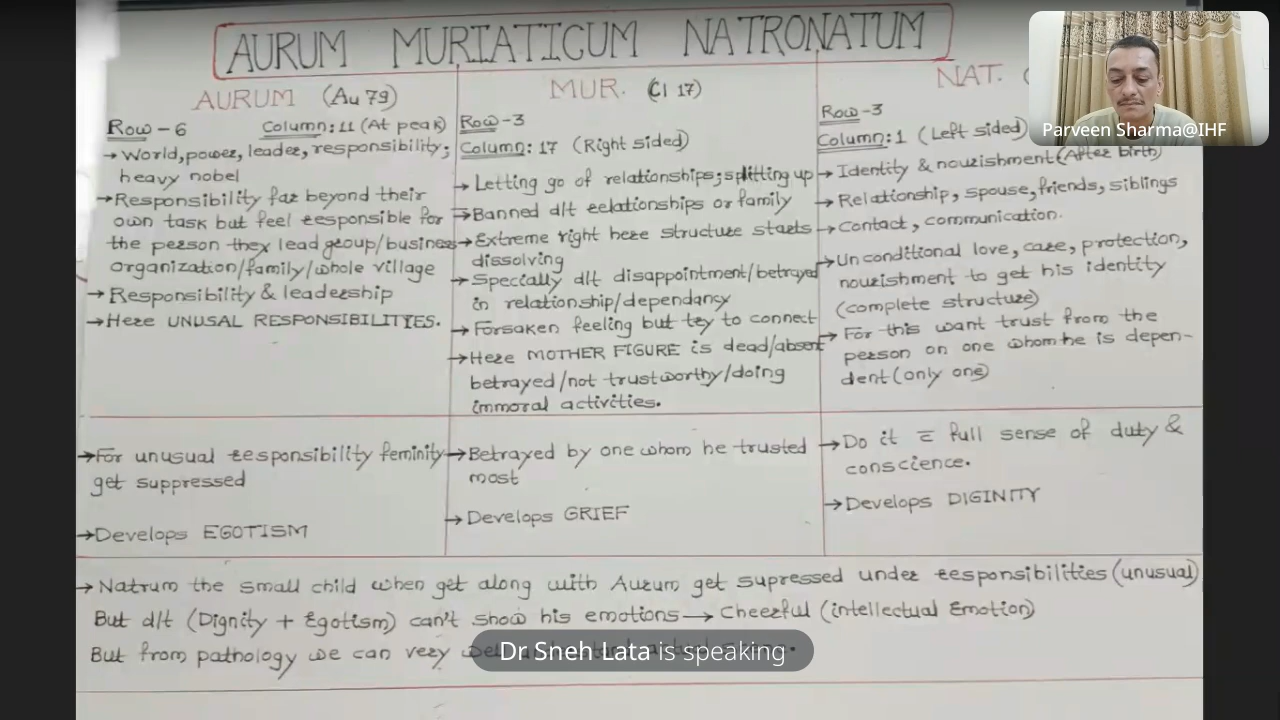 AURUM MURIATICUM NATRONATUM
AURUM (Au 79)
Row - 6 Column: 11 (At peak)
→ World, power, leader, responsibility;
heavy nobel
→ Responsibility far beyond their
own task but feel responsible for
the person they lead group/business
organization/family/whole village
→ Responsibility & leadership
→ Here UNUSAL RESPONSIBILITYES.
MUR. (Cl 17)
Row - 3
Column: 17 (Right sided)
→ Letting go of relationships; splitting up
→ Banned d/t relationships or family
→ Extreme right here structure starts
dissolving
→ Specially d/t disappointment/betrayed
in relationship/dependancy
→ Forsaken feeling but try to connect
→ Here MOTHER FIGURE is dead/absent
betrayed/not trustworthy/doing
immoral activities.
NAT. (
Row - 3
Column: 1 (Left sided)
→ Identity & nourishment (After birth)
→ Relationship, spouse, friends, siblings
→ Contact, communication.
→ Unconditional love, care, protection,
nourishment to get his identity
(complete structure)
→ For this want trust from the
person on one whom he is depen-
dent (only one)
→ For unusual responsibility feminity
get suppressed
→ Develops EGOTISM
→ Betrayed by one whom he trusted
most
→ Develops GRIEF
→ Do it c̄ full sense of duty &
conscience.
→ Develops DIGINITY
→ Natrum the small child when get along with Aurum get supressed under responsibilities (unusual)
But d/t (Dignity + Egotism) can't show his emotions → Cheerful (intellectual Emotion)
But from pathology we can very
Parveen Sharma@IHF
Dr Sneh Lata is speaking